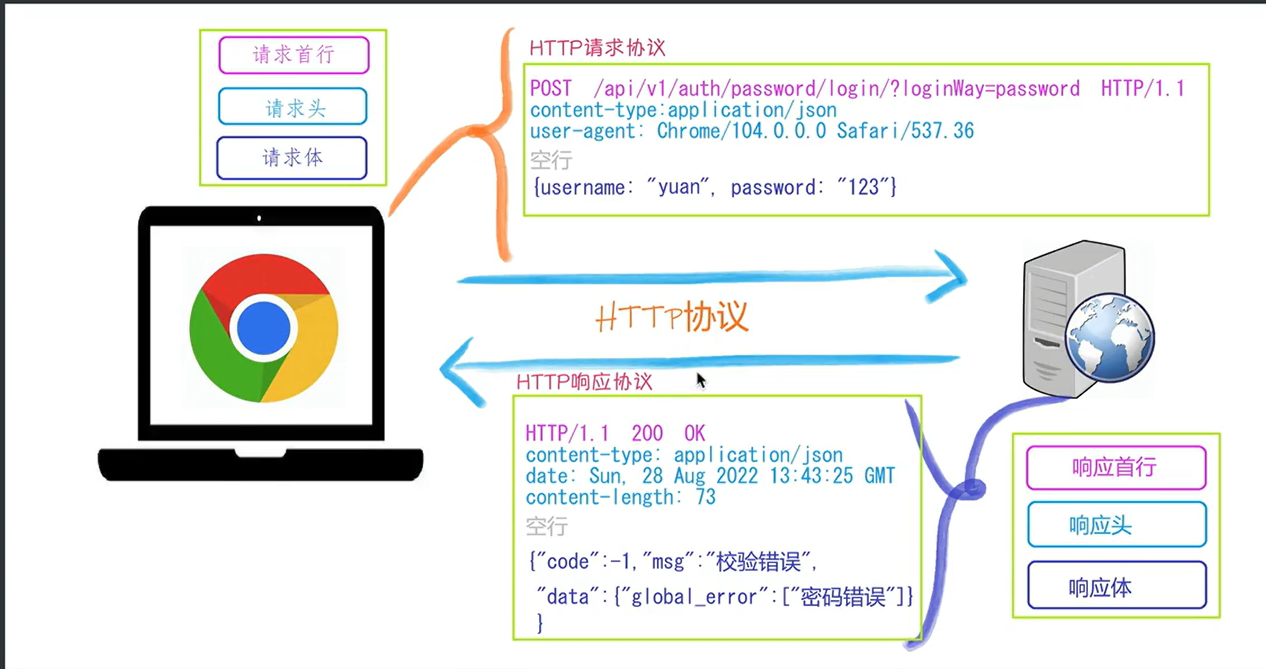 请求首行
请求头
请求体
HTTP请求协议
POST /api/v1/auth/password/login/?loginWay=password HTTP/1.1
content-type:application/json
user-agent: Chrome/104.0.0.0 Safari/537.36
空行
{username: "yuan", password: "123"}
HTTP协议
HTTP响应协议
HTTP/1.1 200 OK
content-type: application/json
date: Sun, 28 Aug 2022 13:43:25 GMT
content-length: 73
空行
{"code":-1,"msg":"校验错误",
"data":{"global_error":["密码错误"]}
}
响应首行
响应头
响应体